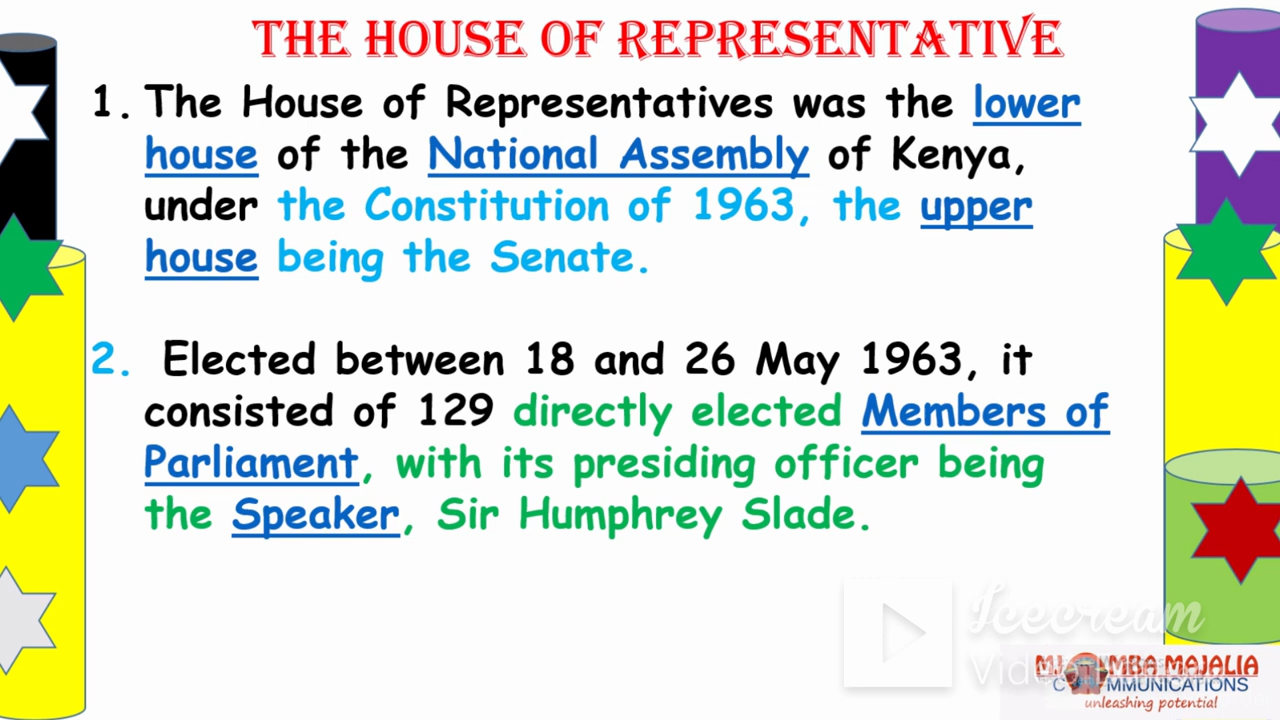 THE HOUSE OF REPRESENTATIVE
1. The House of Representatives was the lower
house of the National Assembly of Kenya,
under the Constitution of 1963, the upper
house being the Senate.
2. Elected between 18 and 26 May 1963, it
consisted of 129 directly elected Members of
Parliament, with its presiding officer being
the Speaker, Sir Humphrey Slade.
Icecream
MAJALIA
unleashing potential